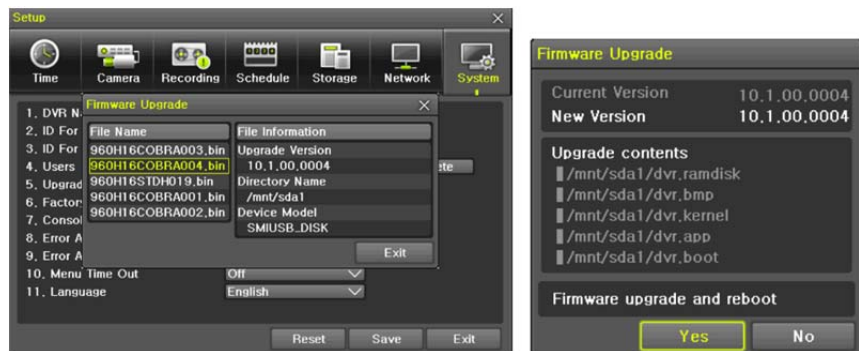 Setup
Time Camera Recording Schedule Storage Network System
Firmware Upgrade
1. DVR N
2. ID For
3. ID For
4. Users
5. Upgrad
6. Factor
7. Consol
8. Error A
9. Error A
10. Menu Time Out Off
11. Language English
File Name
960H16COBRA003.bin
960H16COBRA004.bin
960H16STDH019.bin
960H16COBRA001.bin
960H16COBRA002.bin
File Information
Upgrade Version
10.1.00.0004
Directory Name
/mnt/sda1
Device Model
SMIUSB_DISK
Exit
ete
Reset Save Exit
Firmware Upgrade
Current Version 10.1.00.0004
New Version 10.1.00.0004
Upgrade contents
/mnt/sda1/dvr.ramdisk
/mnt/sda1/dvr.bmp
/mnt/sda1/dvr.kernel
/mnt/sda1/dvr.app
/mnt/sda1/dvr.boot
Firmware upgrade and reboot
Yes No